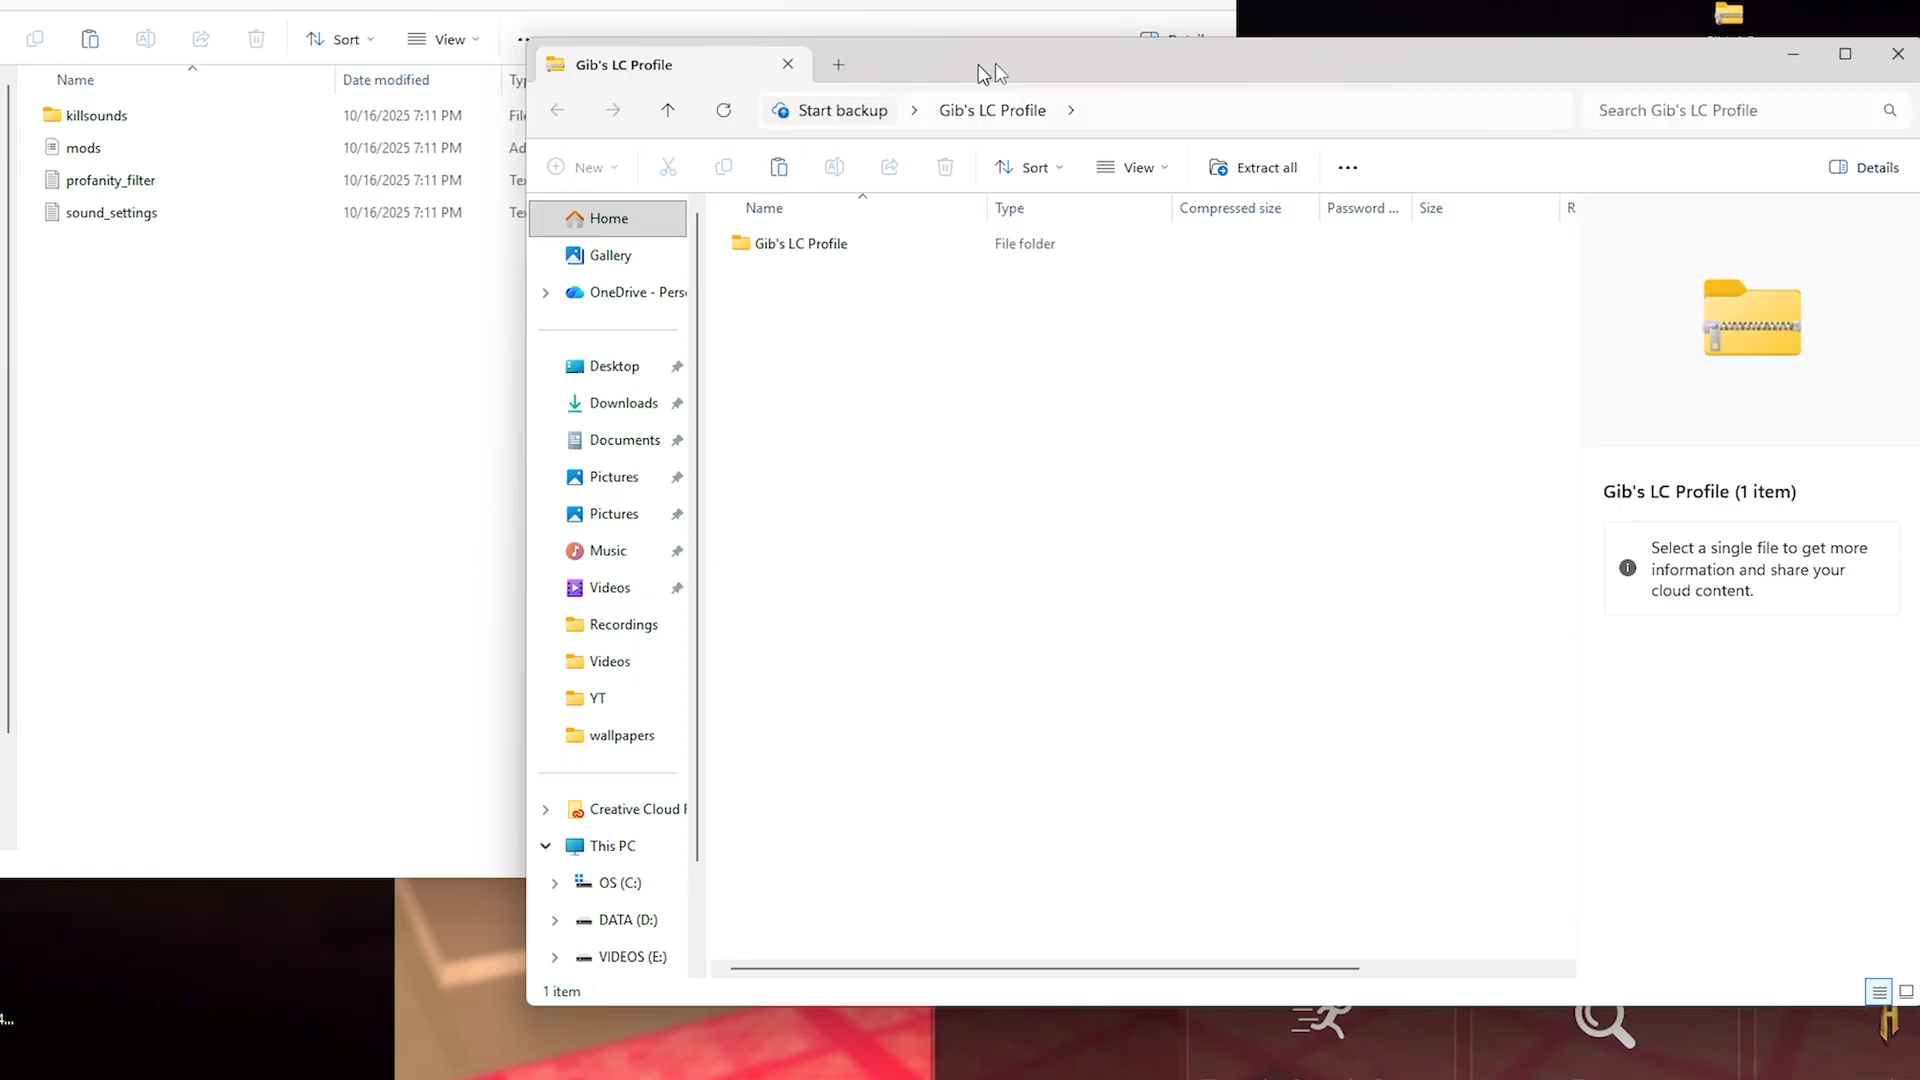 Sort
View
Name
Date modified
killsounds
10/16/2025 7:11 PM
mods
10/16/2025 7:11 PM
profanity_filter
10/16/2025 7:11 PM
sound_settings
10/16/2025 7:11 PM
Gib's LC Profile
Start backup
Gib's LC Profile
Search Gib's LC Profile
New
Sort
View
Extract all
Details
Name
Type
Compressed size
Password ...
Size
R
Gib's LC Profile
File folder
Home
Gallery
OneDrive - Pers
Desktop
Downloads
Documents
Pictures
Pictures
Music
Videos
Recordings
Videos
YT
wallpapers
Creative Cloud F
This PC
OS (C:)
DATA (D:)
VIDEOS (E:)
Gib's LC Profile (1 item)
Select a single file to get more
information and share your
cloud content.
1 item